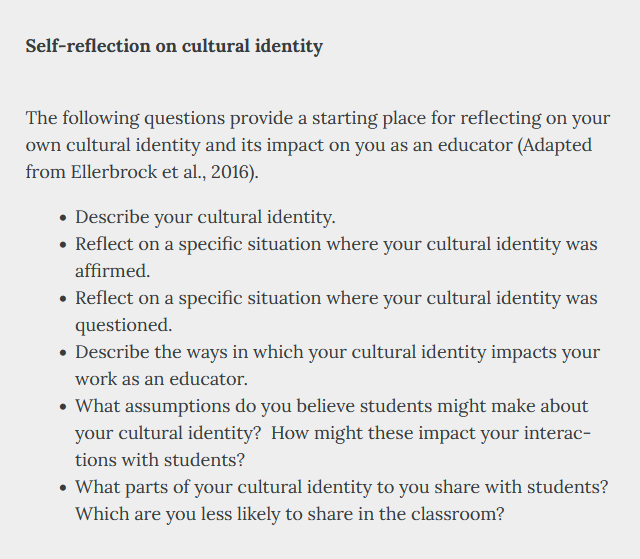 Self-reflection on cultural identity
The following questions provide a starting place for reflecting on your
own cultural identity and its impact on you as an educator (Adapted
from Ellerbrock et al., 2016).
• Describe your cultural identity.
• Reflect on a specific situation where your cultural identity was
affirmed.
• Reflect on a specific situation where your cultural identity was
questioned.
• Describe the ways in which your cultural identity impacts your
work as an educator.
• What assumptions do you believe students might make about
your cultural identity?  How might these impact your interac-
tions with students?
• What parts of your cultural identity to you share with students?
Which are you less likely to share in the classroom?